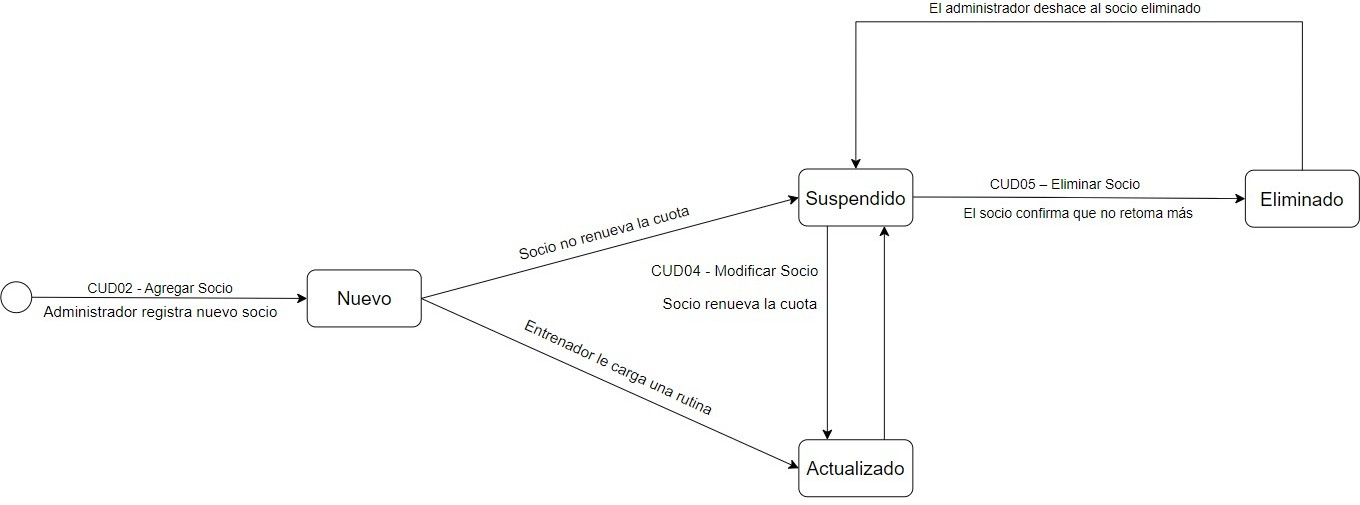 El administrador deshace al socio eliminado
CUD05 – Eliminar Socio
Suspendido
Eliminado
El socio confirma que no retoma más
Socio no renueva la cuota
CUD04 - Modificar Socio
CUD02 - Agregar Socio
Nuevo
Socio renueva la cuota
Administrador registra nuevo socio
Entrenador le carga una rutina
Actualizado